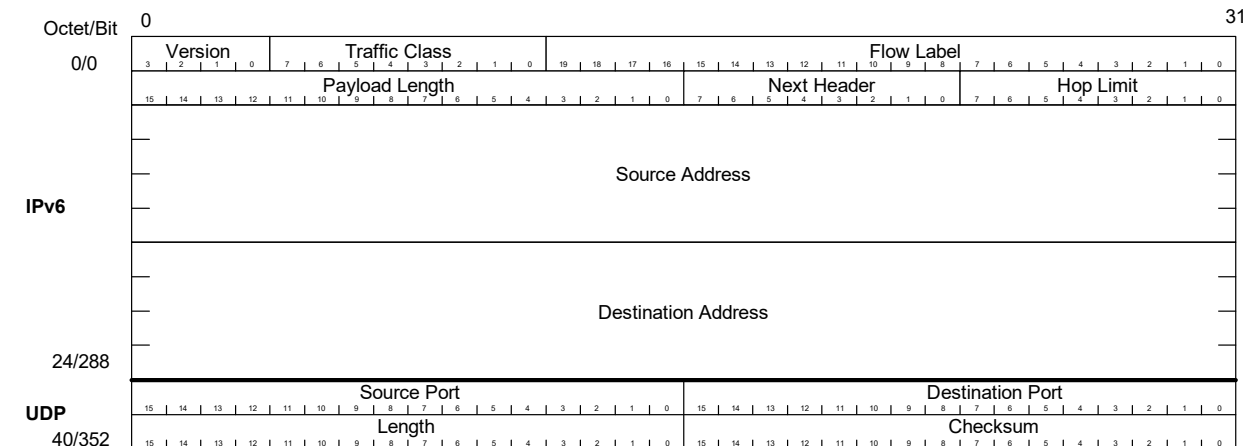 Octet/Bit 0 31
0/0 Version Traffic Class Flow Label
3 2 1 0 7 6 5 4 3 2 1 0 19 18 17 16 15 14 13 12 11 10 9 8 7 6 5 4 3 2 1 0
Payload Length Next Header Hop Limit
15 14 13 12 11 10 9 8 7 6 5 4 3 2 1 0 7 6 5 4 3 2 1 0 7 6 5 4 3 2 1 0
Source Address
IPv6
Destination Address
24/288
Source Port Destination Port
15 14 13 12 11 10 9 8 7 6 5 4 3 2 1 0 15 14 13 12 11 10 9 8 7 6 5 4 3 2 1 0
UDP
Length Checksum
40/352 15 14 13 12 11 10 9 8 7 6 5 4 3 2 1 0 15 14 13 12 11 10 9 8 7 6 5 4 3 2 1 0